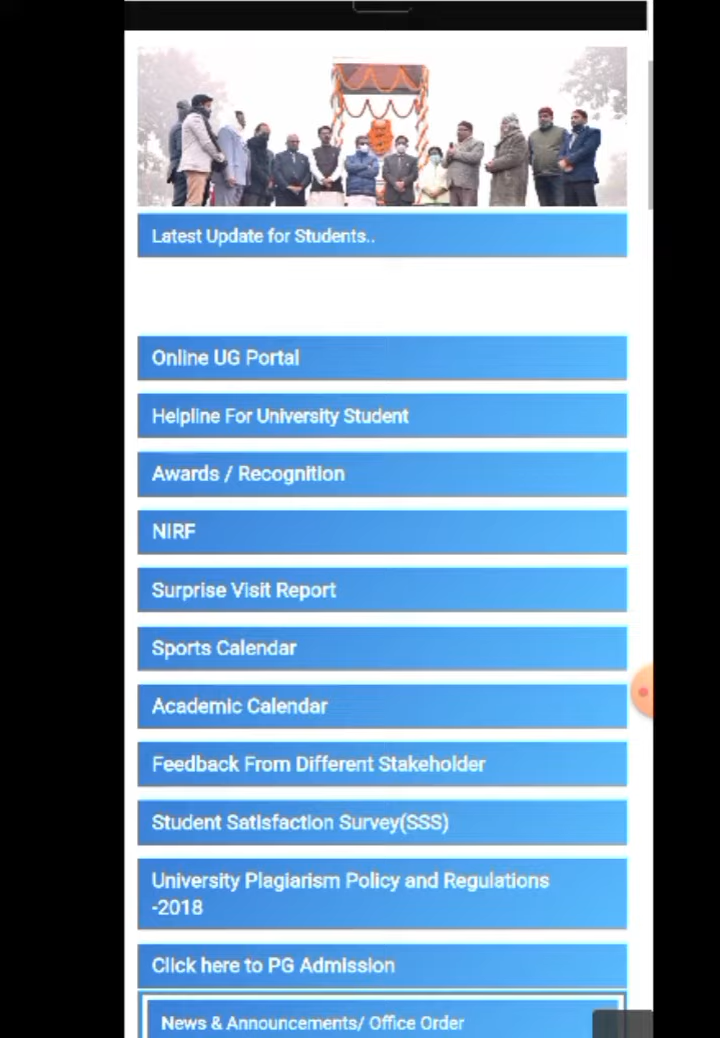 Latest Update for Students..
Online UG Portal
Helpline For University Student
Awards / Recognition
NIRF
Surprise Visit Report
Sports Calendar
Academic Calendar
Feedback From Different Stakeholder
Student Satisfaction Survey(SSS)
University Plagiarism Policy and Regulations
-2018
Click here to PG Admission
News & Announcements/ Office Order